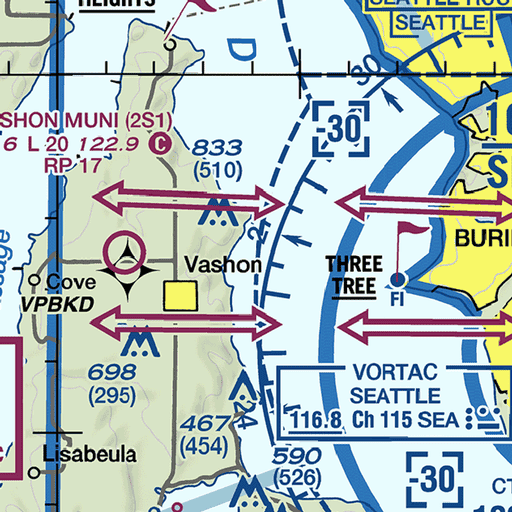 HEIGHTS
SEATTLE
D
30
-30
SHON MUNI (2S1)
6 L 20 122.9 C
RP 17
833
(510)
BURI
THREE
TREE
FI
Vashon
Cove
VPBKD
698
(295)
467
(454)
24
VORTAC
SEATTLE
116.8 Ch 115 SEA
Lisabeula
590
(526)
-30
CT